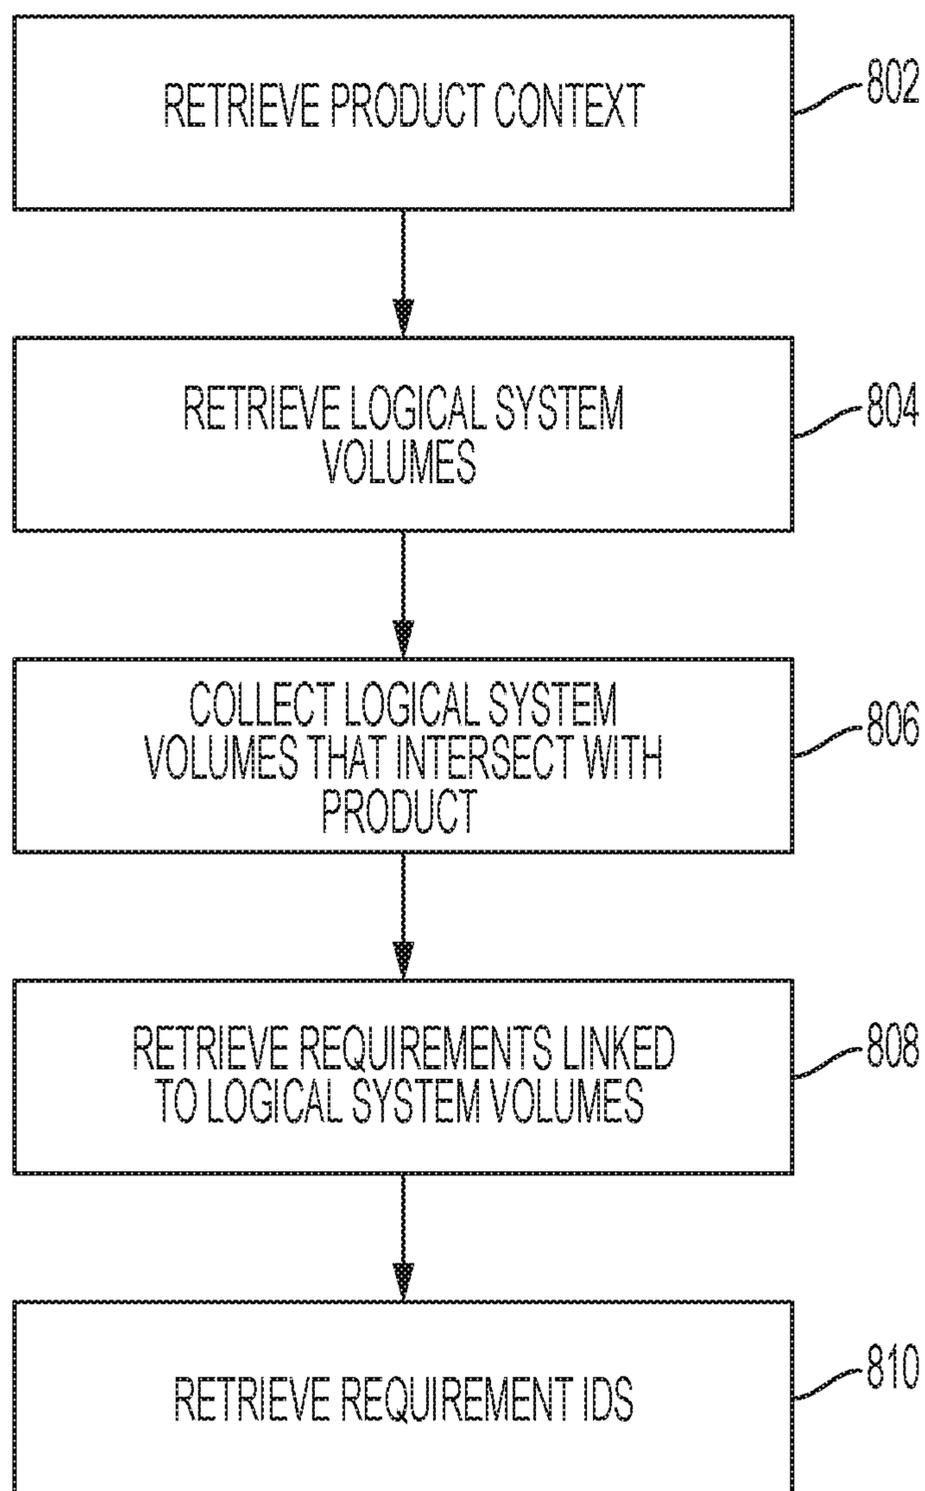 RETRIEVE PRODUCT CONTEXT
802
RETRIEVE LOGICAL SYSTEM
VOLUMES
804
COLLECT LOGICAL SYSTEM
VOLUMES THAT INTERSECT WITH
PRODUCT
806
RETRIEVE REQUIREMENTS LINKED
TO LOGICAL SYSTEM VOLUMES
808
RETRIEVE REQUIREMENT IDS
810